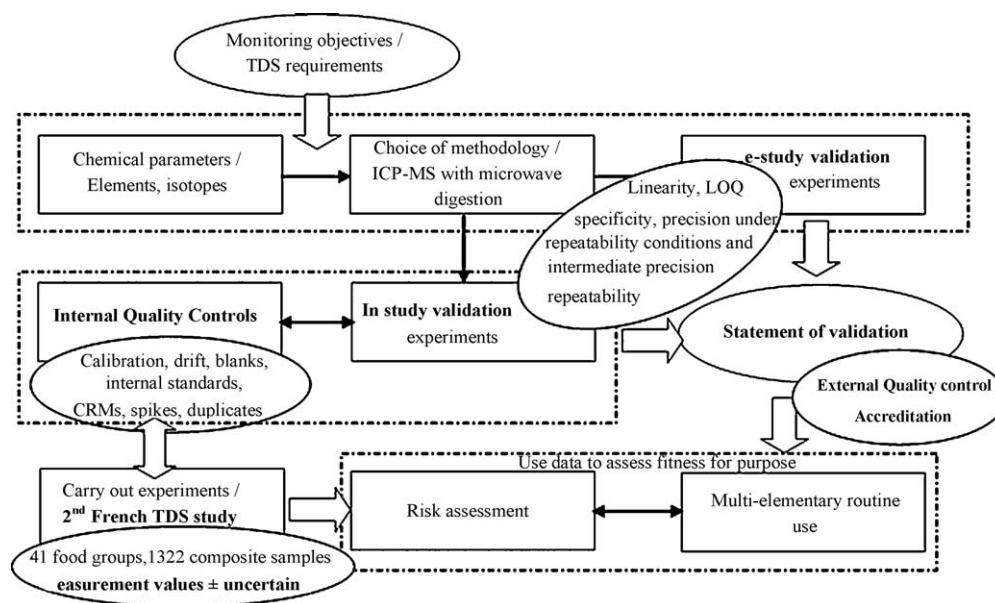 Monitoring objectives /
TDS requirements
Chemical parameters /
Elements, isotopes
Choice of methodology /
ICP-MS with microwave
digestion
e-study validation
experiments
Linearity, LOQ
specificity, precision under
repeatability conditions and
intermediate precision
repeatability
Internal Quality Controls
In study validation
experiments
Calibration, drift, blanks,
internal standards,
CRMs, spikes, duplicates
Statement of validation
External Quality control
Accreditation
Carry out experiments /
2nd French TDS study
41 food groups,1322 composite samples
easurement values ± uncertain
Use data to assess fitness for purpose
Risk assessment
Multi-elementary routine
use